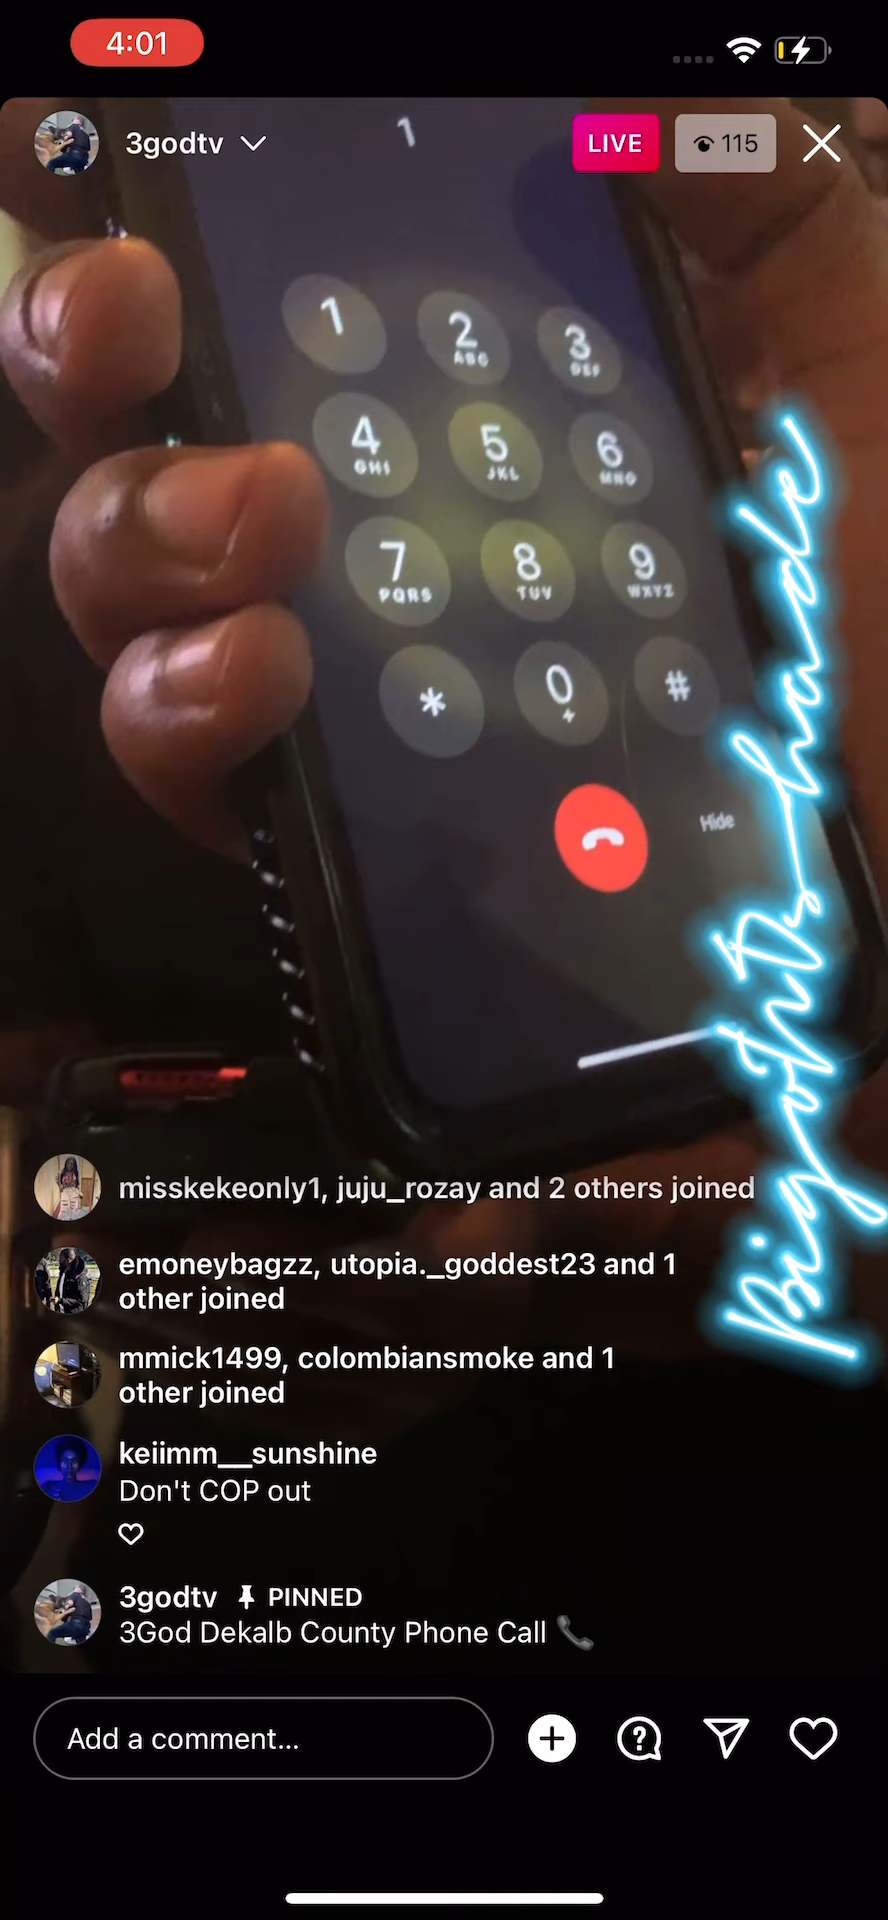 4:01
3godtv
LIVE
115
1
1
2
ABC
3
DEF
4
GHI
5
JKL
6
MNO
7
PQRS
8
TUV
9
WXYZ
*
0
+
#
Hide
misskekeonly1, juju_rozay and 2 others joined
emoneybagzz, utopia._goddest23 and 1
other joined
mmick1499, colombiansmoke and 1
other joined
keiimm__sunshine
Don't COP out
3godtv PINNED
3God Dekalb County Phone Call 📞
Add a comment...